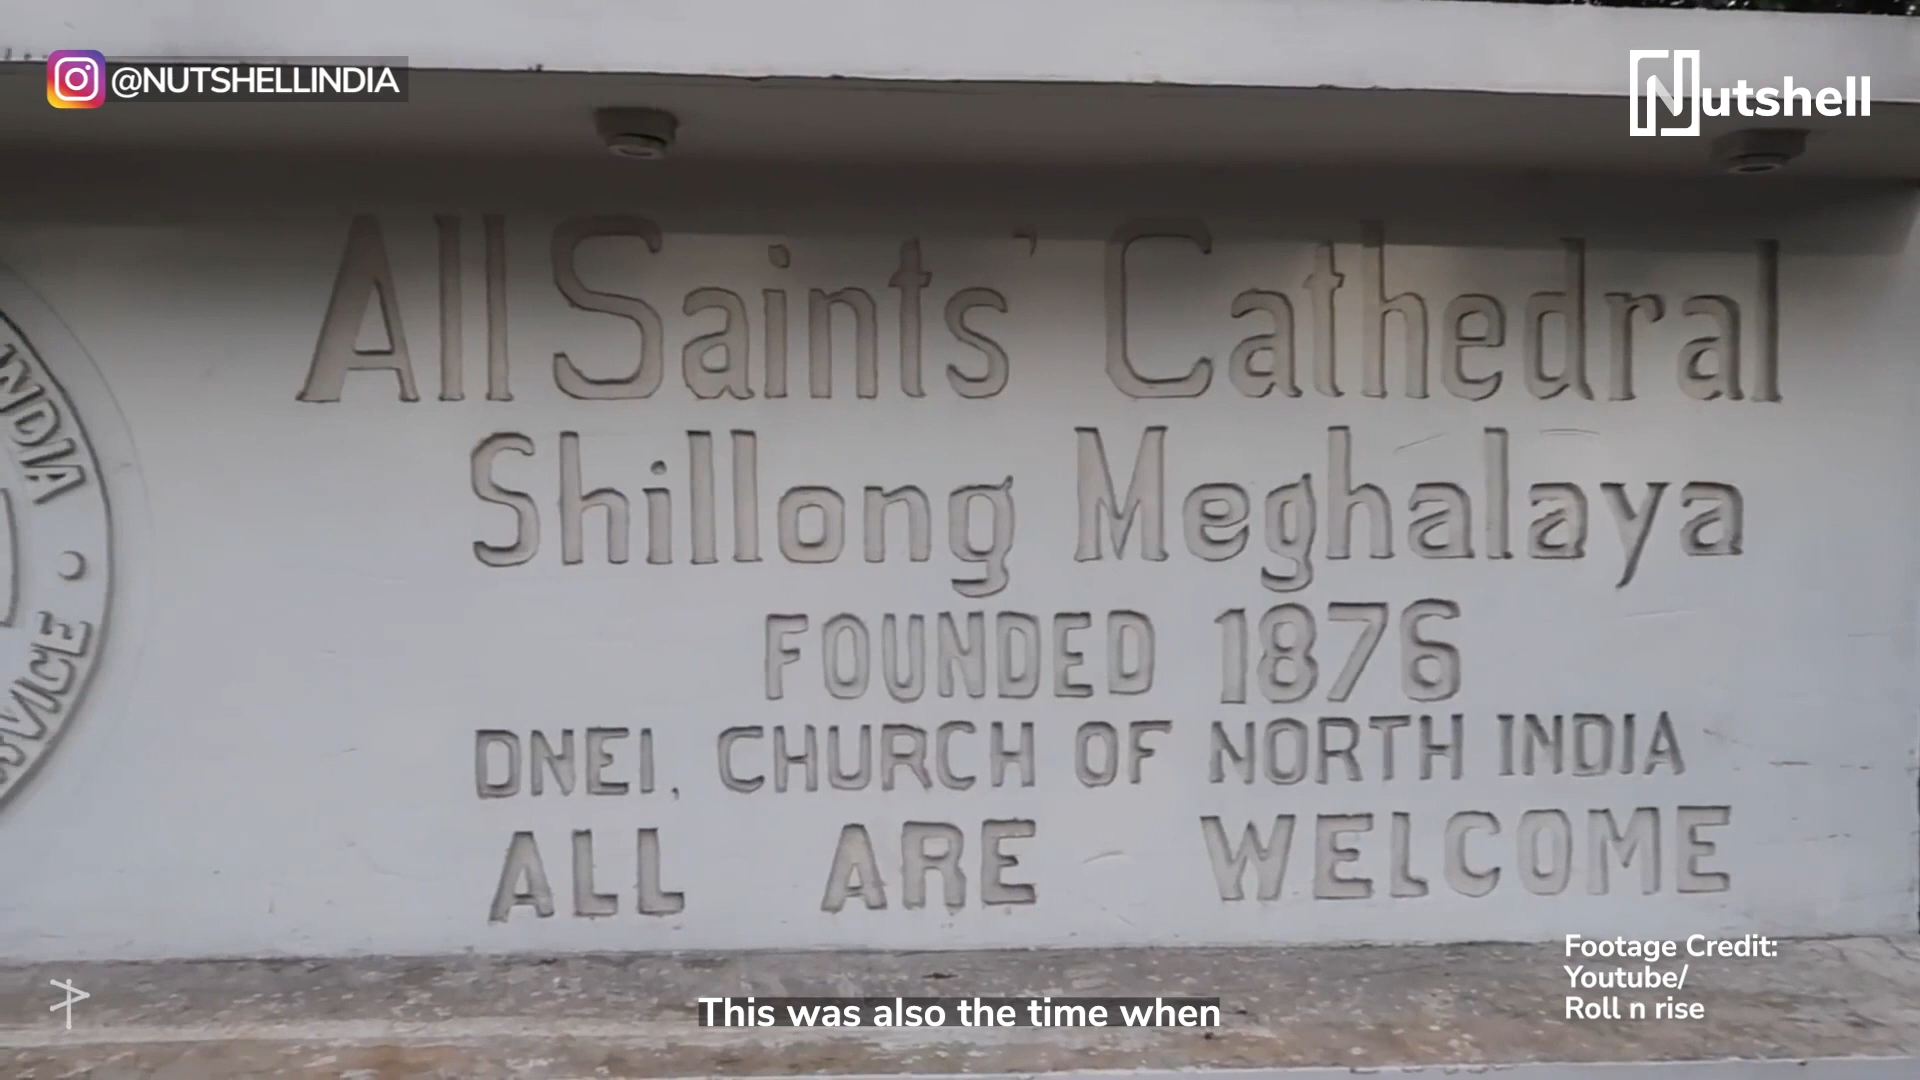 @NUTSHELLINDIA
Nutshell
All Saints' Cathedral
Shillong Meghalaya
FOUNDED 1876
DNEI, CHURCH OF NORTH INDIA
ALL ARE WELCOME
INDIA
Footage Credit:
Youtube/
Roll n rise
This was also the time when